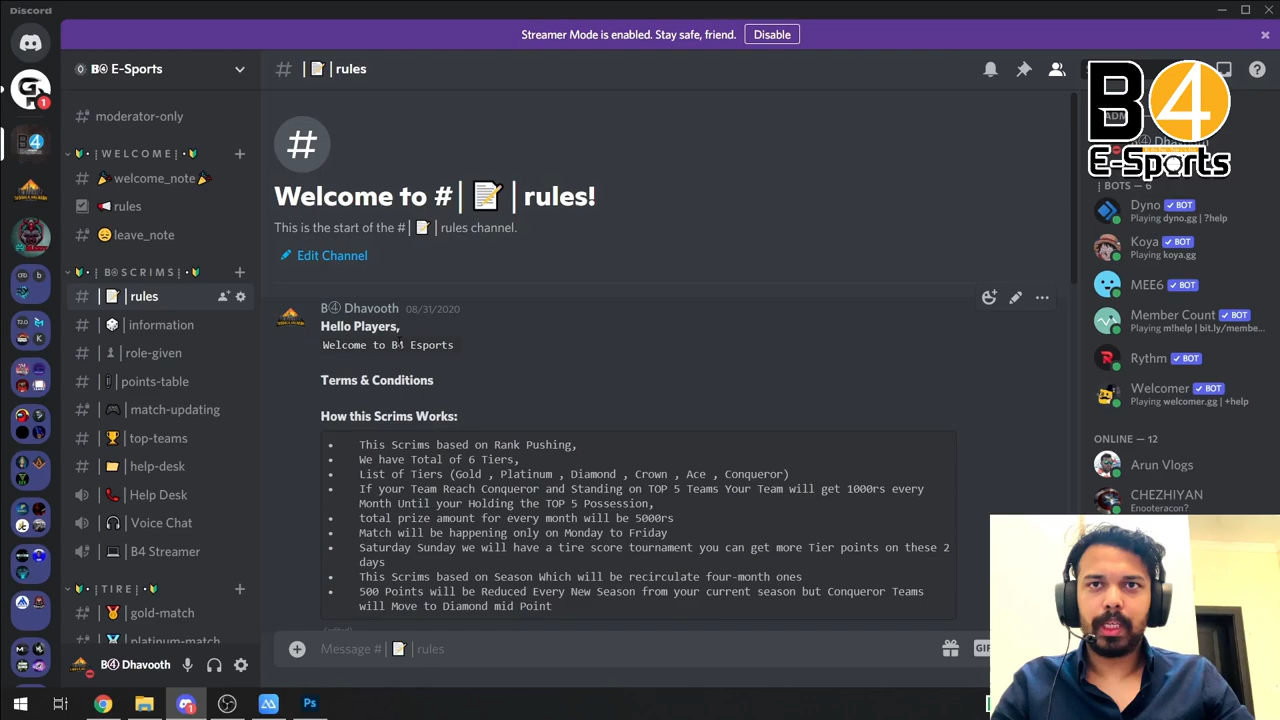 Discord
Streamer Mode is enabled. Stay safe, friend.
Disable
B④ E-Sports
moderator-only
WELCOME
welcome_note
rules
leave_note
B④ SCRIMS
rules
information
role-given
points-table
match-updating
top-teams
help-desk
Help Desk
Voice Chat
B4 Streamer
TIRE
gold-match
platinum-match
B④ Dhavooth
| rules
Welcome to #| | rules!
This is the start of the #| | rules channel.
Edit Channel
B④ Dhavooth 08/31/2020
Hello Players,
Welcome to B4 Esports
Terms & Conditions
How this Scrims Works:
• This Scrims based on Rank Pushing,
• We have Total of 6 Tiers,
• List of Tiers (Gold , Platinum , Diamond , Crown , Ace , Conqueror)
• If your Team Reach Conqueror and Standing on TOP 5 Teams Your Team will get 1000rs every
Month Until your Holding the TOP 5 Possession,
• total prize amount for every month will be 5000rs
• Match will be happening only on Monday to Friday
• Saturday Sunday we will have a tire score tournament you can get more Tier points on these 2
days
• This Scrims based on Season Which will be recirculate four-month ones
• 500 Points will be Reduced Every New Season from your current season but Conqueror Teams
will Move to Diamond mid Point
(edited)
Message #| | rules
GIF
B4
E-Sports
BOTS — 6
Dyno BOT
Playing dyno.gg | ?help
Koya BOT
Playing koya.gg
MEE6 BOT
Member Count BOT
Playing m!help | bit.ly/membe...
Rythm BOT
Welcomer BOT
Playing welcomer.gg | +help
ONLINE — 12
Arun Vlogs
CHEZHIYAN
Enooteracon?